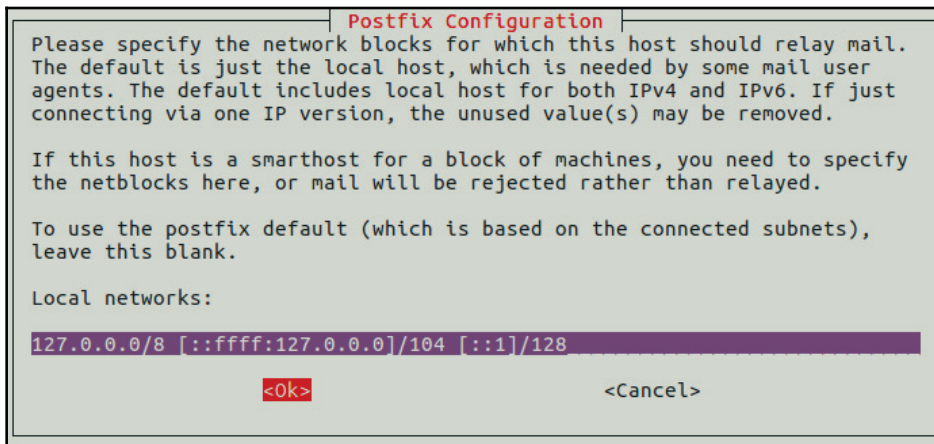 Postfix Configuration
Please specify the network blocks for which this host should relay mail.
The default is just the local host, which is needed by some mail user
agents. The default includes local host for both IPv4 and IPv6. If just
connecting via one IP version, the unused value(s) may be removed.
If this host is a smarthost for a block of machines, you need to specify
the netblocks here, or mail will be rejected rather than relayed.
To use the postfix default (which is based on the connected subnets),
leave this blank.
Local networks:
127.0.0.0/8 [::ffff:127.0.0.0]/104 [::1]/128
<Ok> <Cancel>